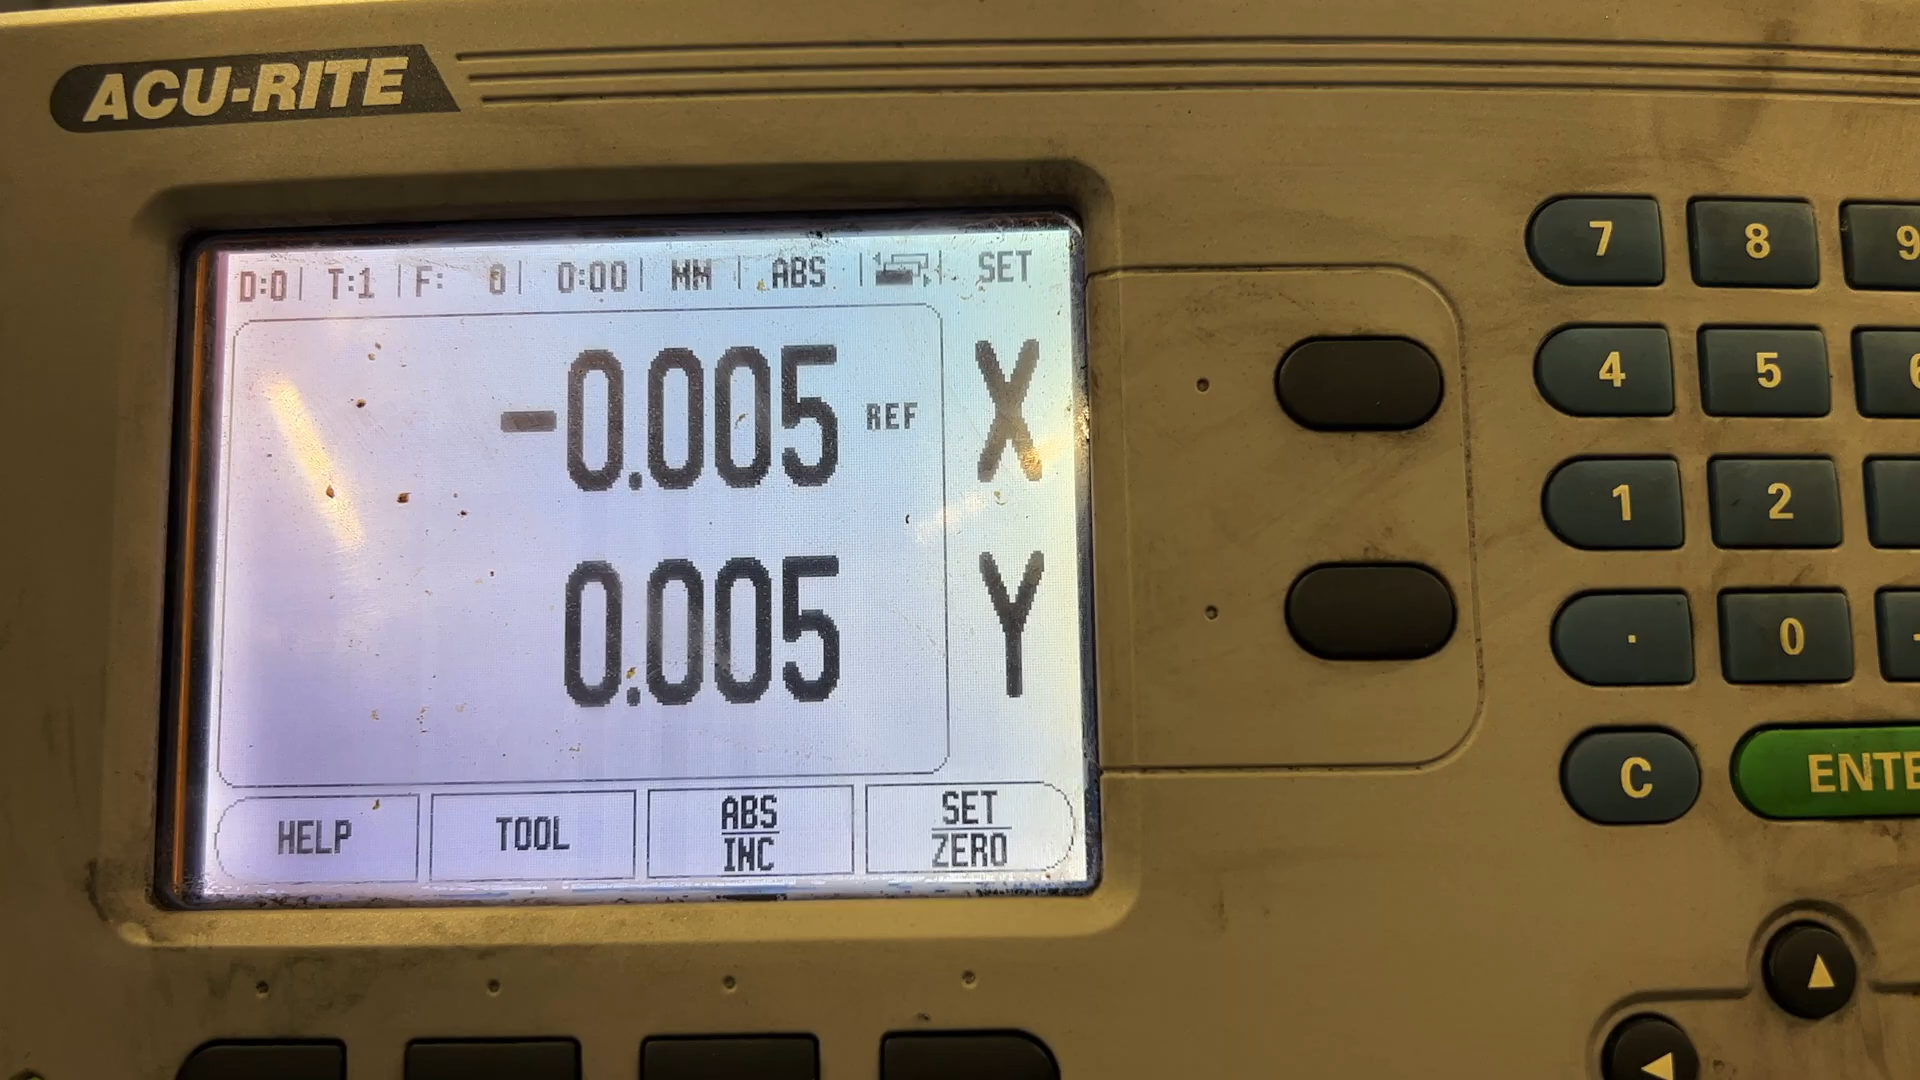 ACU-RITE
D:0 T:1 F: 0 0:00 MM ABS SET
-0.005 REF X
0.005 Y
HELP TOOL ABS INC SET ZERO
7 8 9
4 5 6
1 2
. 0 -
C ENTE